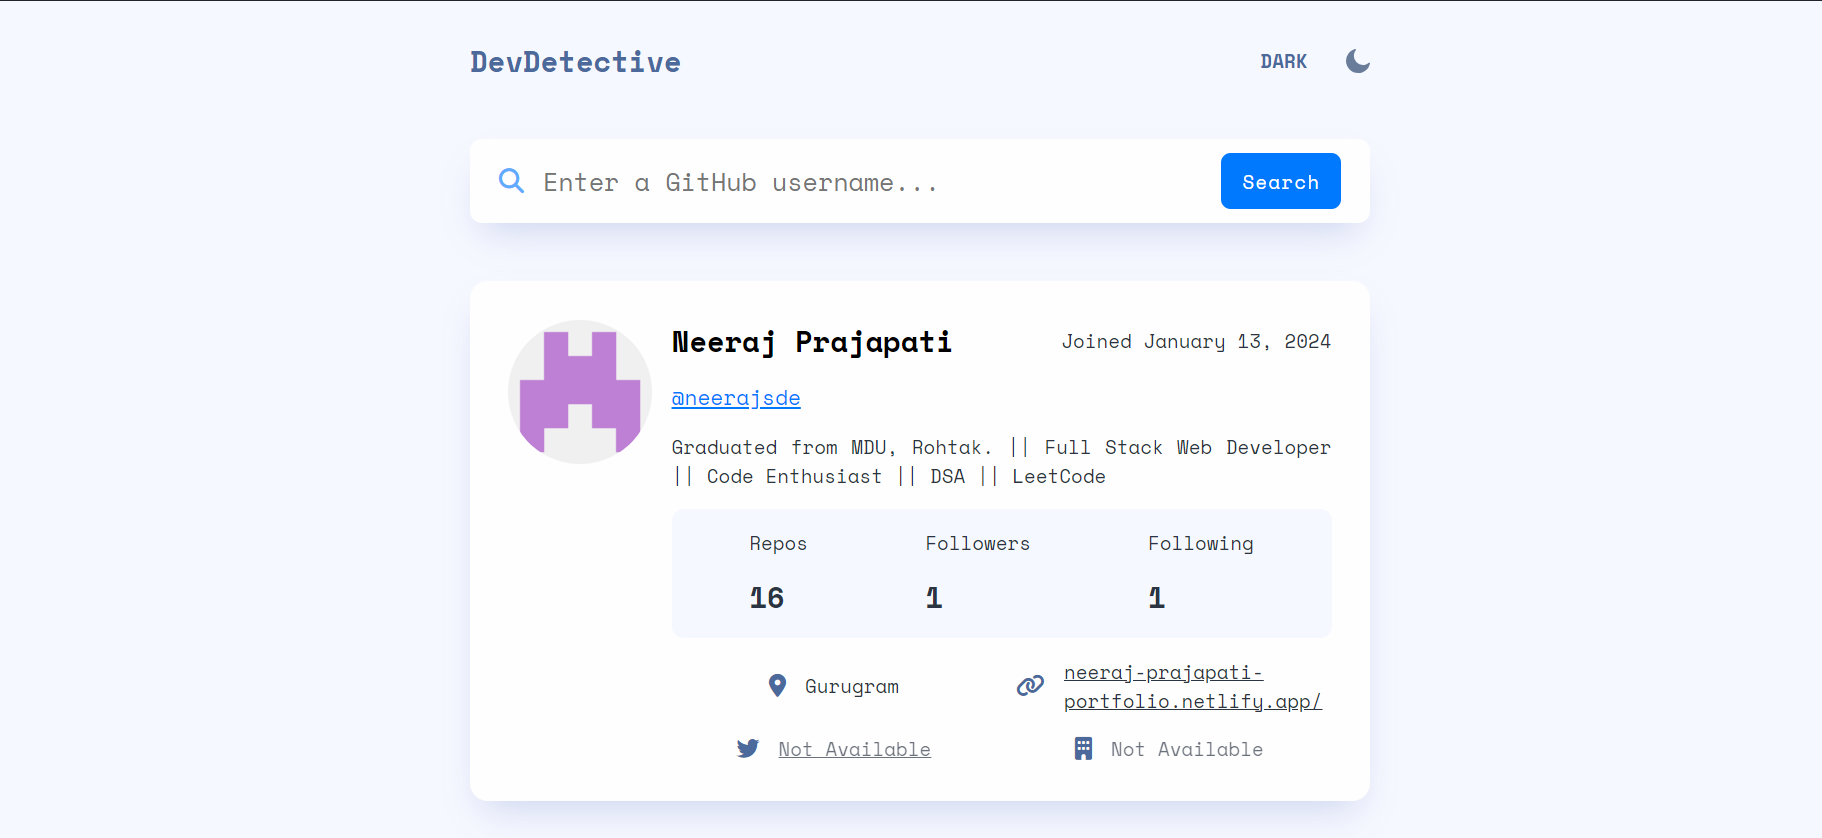 DevDetective
DARK
Enter a GitHub username...
Search
Neeraj Prajapati
Joined January 13, 2024
@neerajsde
Graduated from MDU, Rohtak. || Full Stack Web Developer
|| Code Enthusiast || DSA || LeetCode
Repos Followers Following
16 1 1
Gurugram
neeraj-prajapati-
portfolio.netlify.app/
Not Available
Not Available